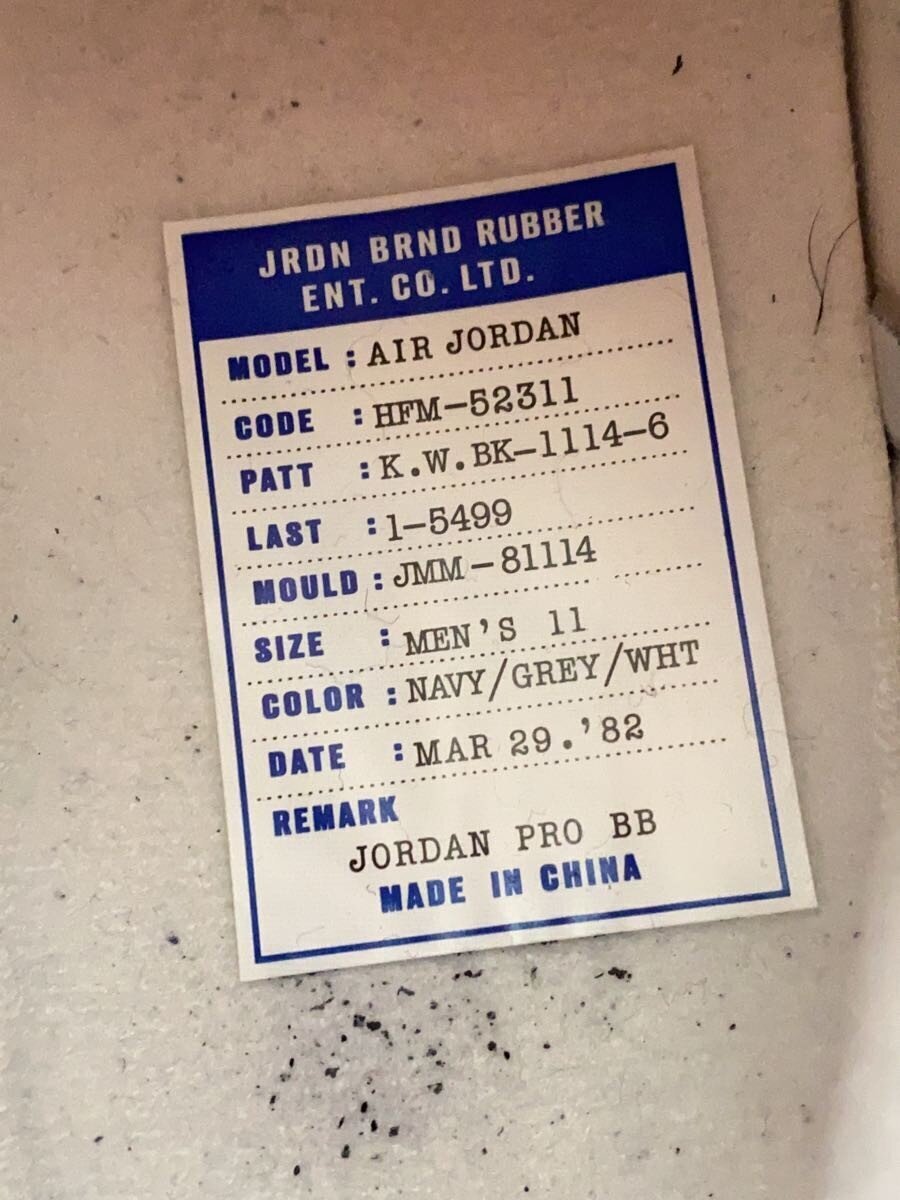 JRDN BRND RUBBER
ENT. CO. LTD.
MODEL : AIR JORDAN
CODE : HFM-52311
PATT : K.W.BK-1114-6
LAST : 1-5499
MOULD : JMM-81114
SIZE : MEN'S 11
COLOR : NAVY/GREY/WHT
DATE : MAR 29.'82
REMARK
JORDAN PRO BB
MADE IN CHINA